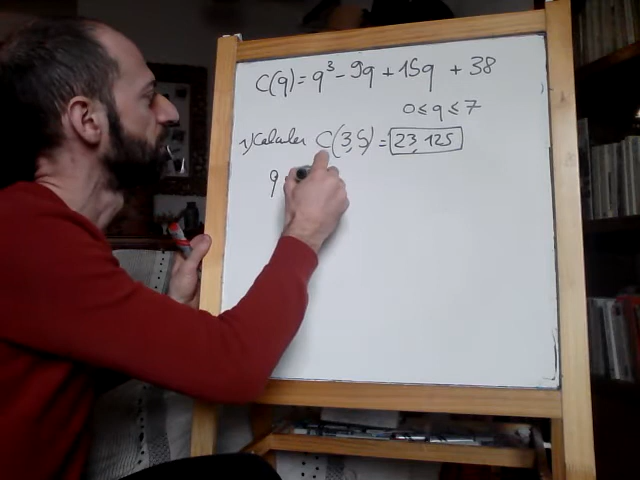 C(q) = q³ - 9q + 15q + 38
0 ≤ q ≤ 7
1) Calculer C(3,5) = 23,125
q